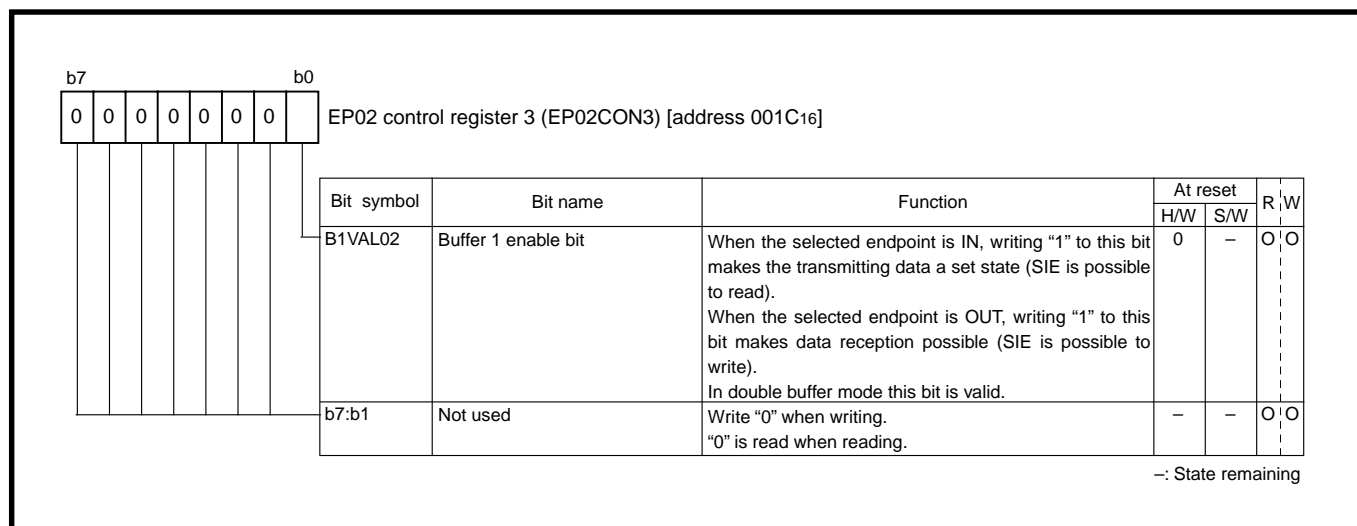 b7 b0
0 0 0 0 0 0 0
EP02 control register 3 (EP02CON3) [address 001C16]
Bit symbol Bit name Function At reset R W
H/W S/W
B1VAL02 Buffer 1 enable bit When the selected endpoint is IN, writing “1” to this bit 0 – O O
makes the transmitting data a set state (SIE is possible
to read).
When the selected endpoint is OUT, writing “1” to this
bit makes data reception possible (SIE is possible to
write).
In double buffer mode this bit is valid.
b7:b1 Not used Write “0” when writing. – – O O
“0” is read when reading.
–: State remaining